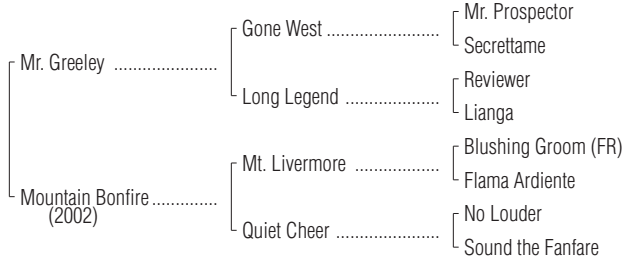 Mr. Prospector
Gone West ........................
Secrettame
Mr. Greeley ......................
Reviewer
Long Legend ....................
Lianga
Blushing Groom (FR)
Mt. Livermore ..................
Flama Ardiente
Mountain Bonfire..............
(2002)
No Louder
Quiet Cheer ......................
Sound the Fanfare